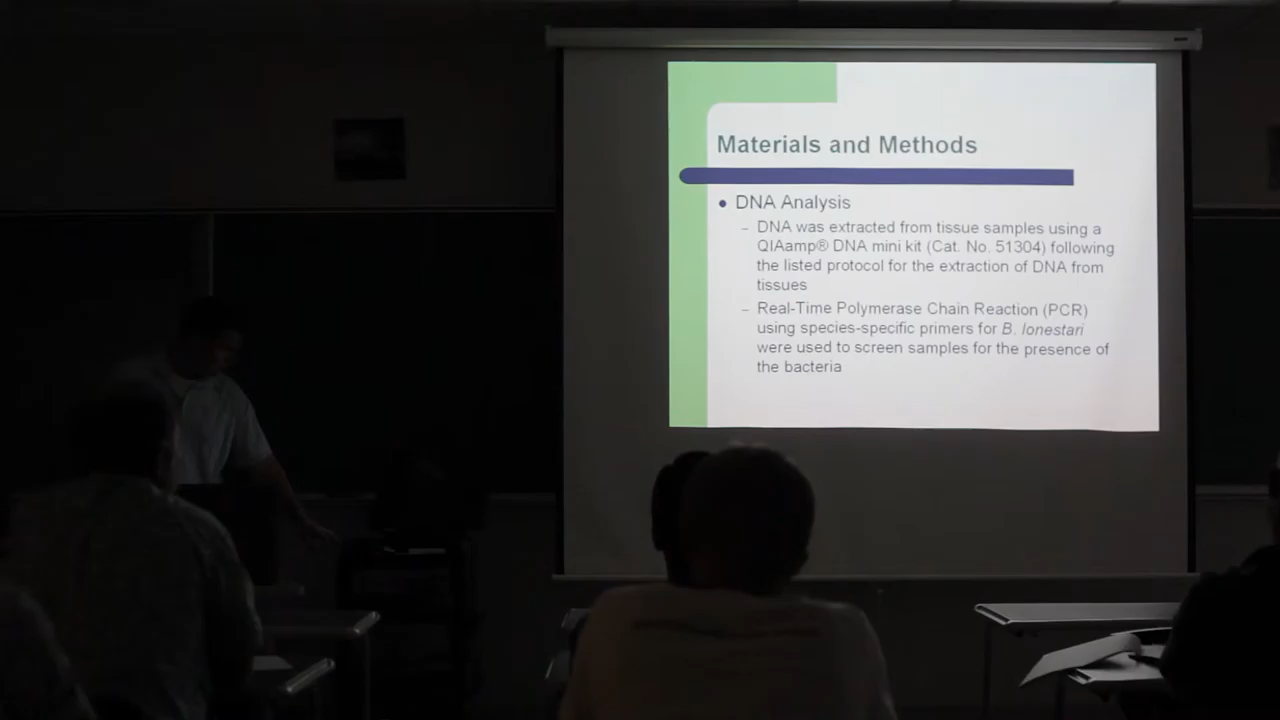 Materials and Methods
• DNA Analysis
– DNA was extracted from tissue samples using a
QIAamp® DNA mini kit (Cat. No. 51304) following
the listed protocol for the extraction of DNA from
tissues
– Real-Time Polymerase Chain Reaction (PCR)
using species-specific primers for B. lonestari
were used to screen samples for the presence of
the bacteria